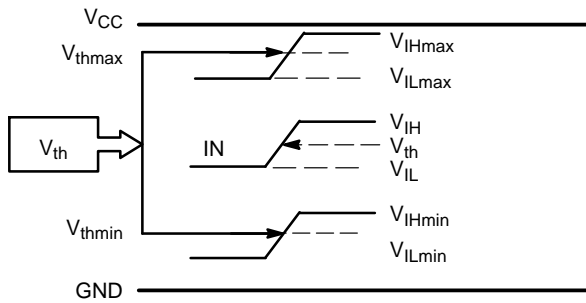 VCC
Vthmax
VIHmax
VILmax
Vth
IN
VIH
Vth
VIL
Vthmin
VIHmin
VILmin
GND